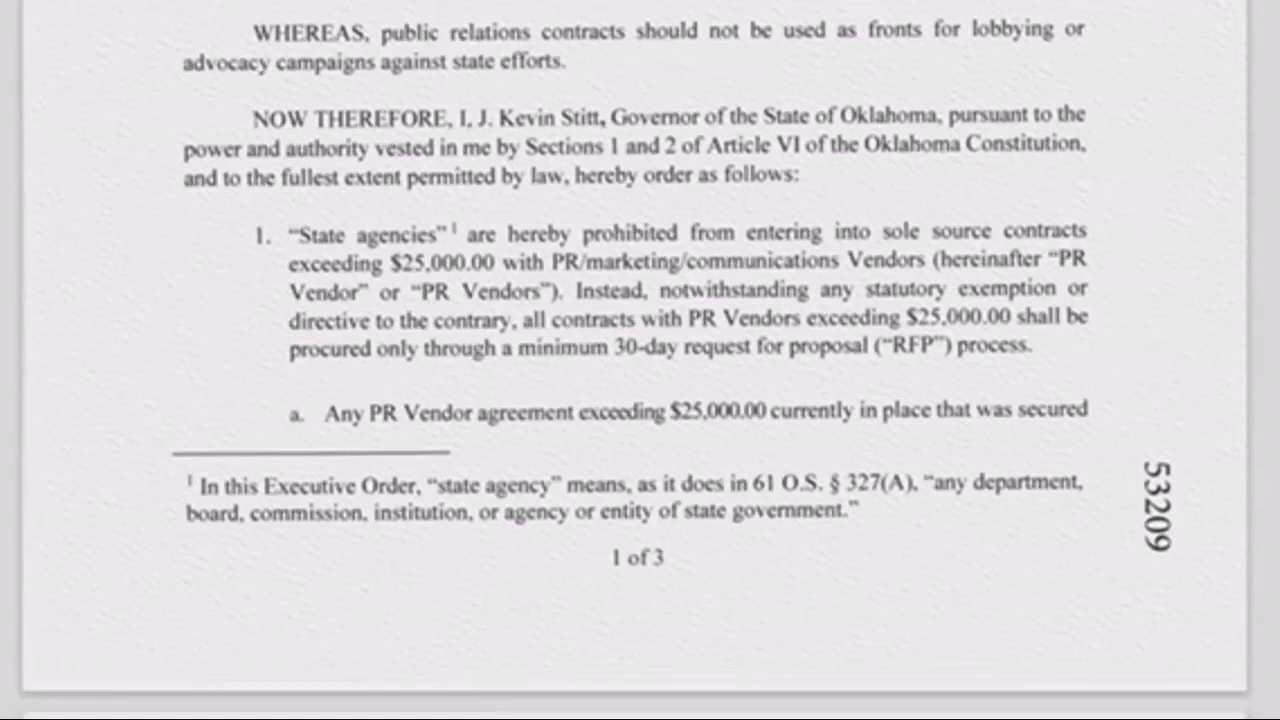 WHEREAS, public relations contracts should not be used as fronts for lobbying or
advocacy campaigns against state efforts.
NOW THEREFORE, I, J. Kevin Stitt, Governor of the State of Oklahoma, pursuant to the
power and authority vested in me by Sections 1 and 2 of Article VI of the Oklahoma Constitution,
and to the fullest extent permitted by law, hereby order as follows:
1. “State agencies”¹ are hereby prohibited from entering into sole source contracts
exceeding $25,000.00 with PR/marketing/communications Vendors (hereinafter “PR
Vendor” or “PR Vendors”). Instead, notwithstanding any statutory exemption or
directive to the contrary, all contracts with PR Vendors exceeding $25,000.00 shall be
procured only through a minimum 30-day request for proposal (“RFP”) process.
a. Any PR Vendor agreement exceeding $25,000.00 currently in place that was secured
¹ In this Executive Order, “state agency” means, as it does in 61 O.S. § 327(A), “any department,
board, commission, institution, or agency or entity of state government.”
1 of 3
53209